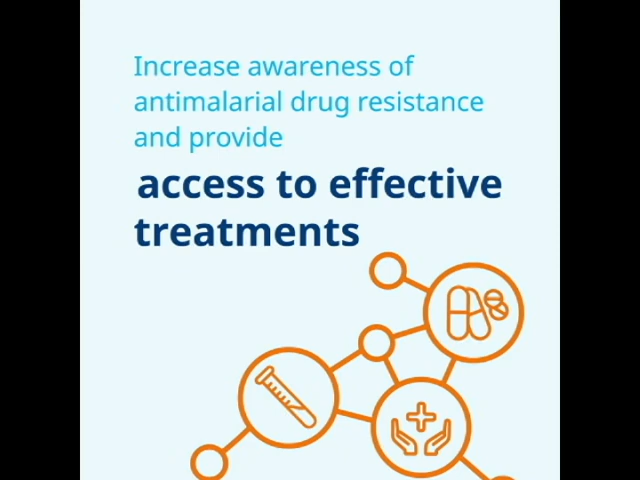 Increase awareness of
antimalarial drug resistance
and provide
access to effective
treatments